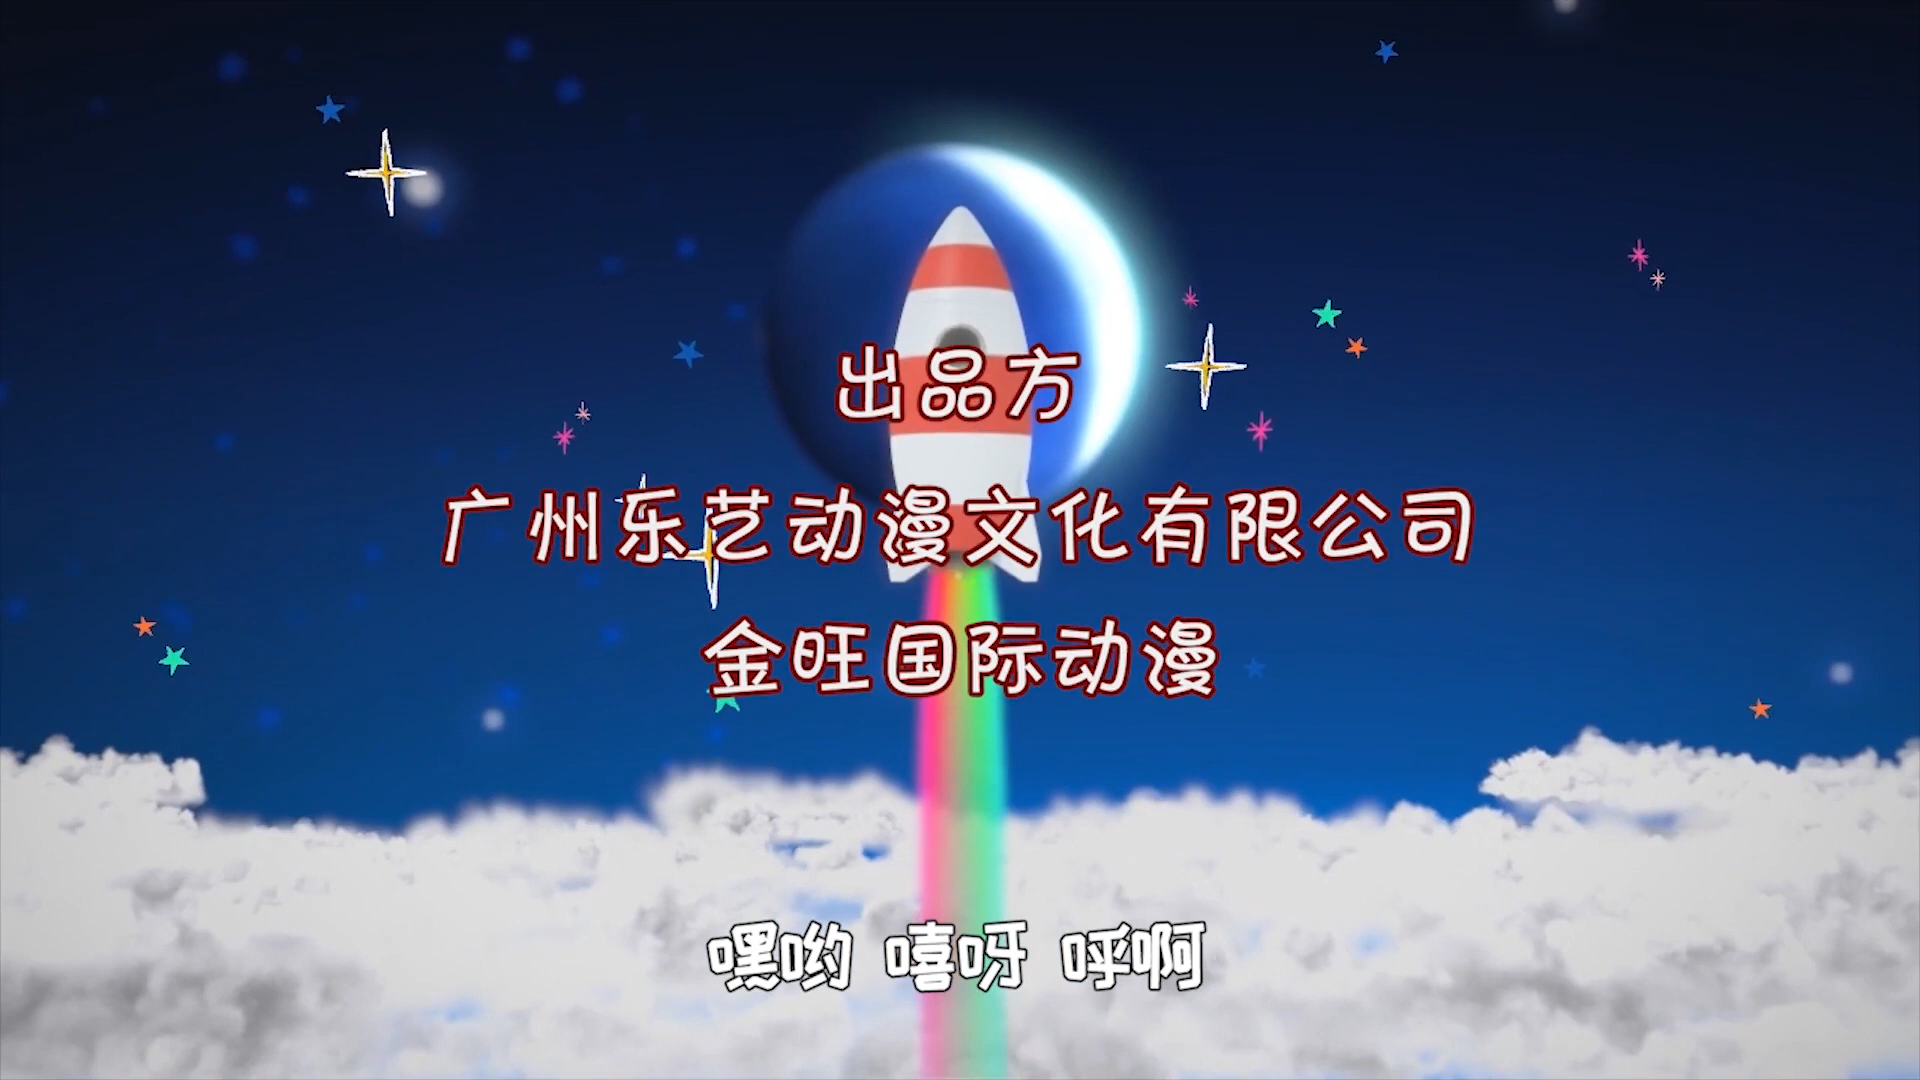 出品方
广州乐艺动漫文化有限公司
金旺国际动漫
嘿哟 嘻呀 呼啊